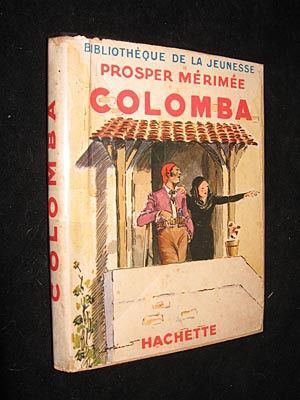 BIBLIOTHÈQUE DE LA JEUNESSE
PROSPER MÉRIMÉE
COLOMBA
HACHETTE
COLOMBA